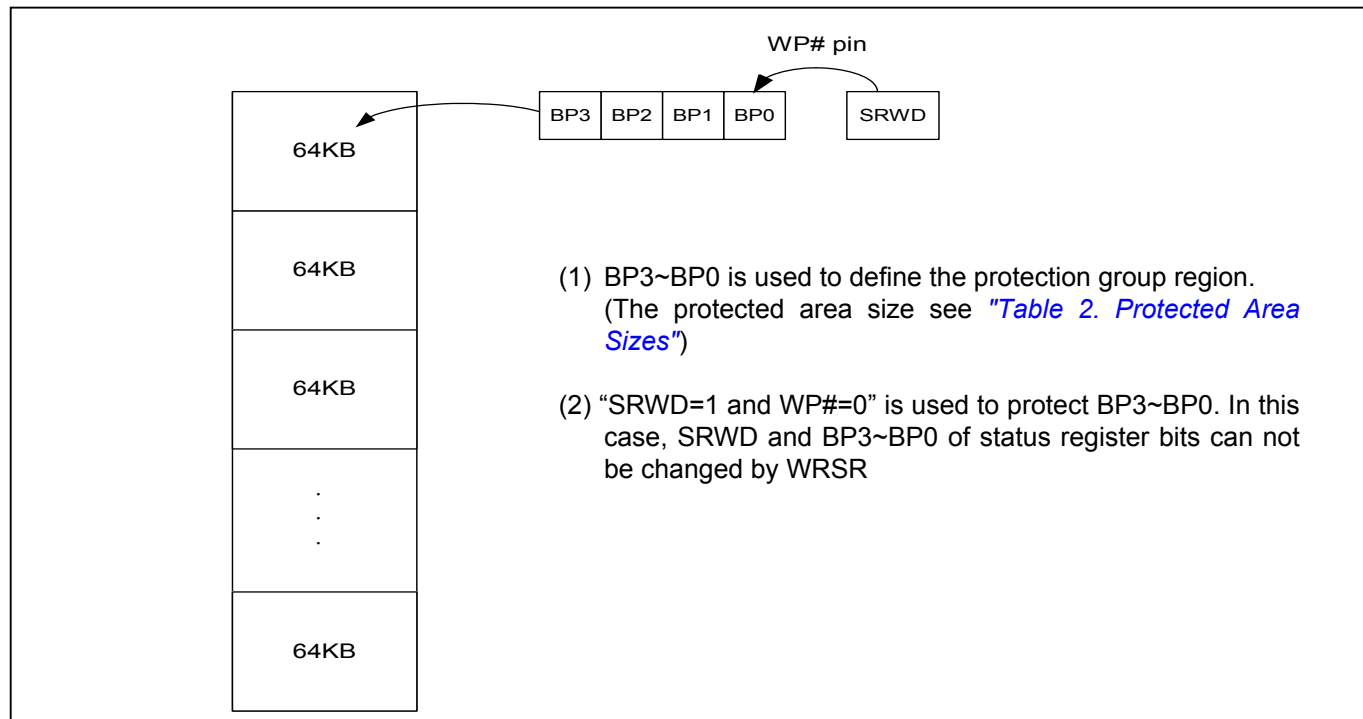 WP# pin
BP3 BP2 BP1 BP0 SRWD
64KB
64KB
64KB
.
.
.
64KB
(1) BP3~BP0 is used to define the protection group region.
(The protected area size see "Table 2. Protected Area
Sizes")
(2) “SRWD=1 and WP#=0” is used to protect BP3~BP0. In this
case, SRWD and BP3~BP0 of status register bits can not
be changed by WRSR